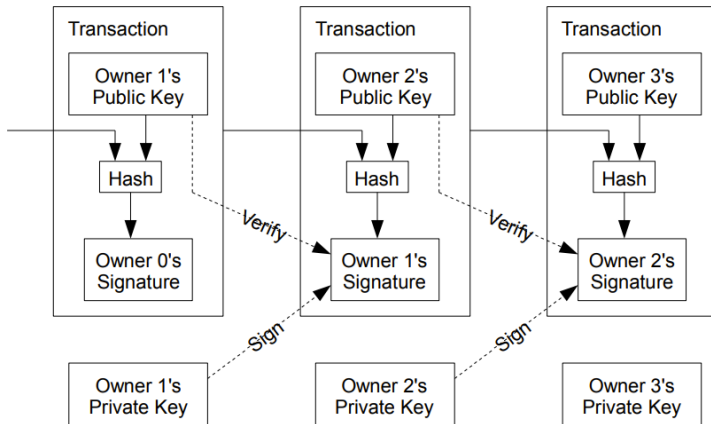 Transaction
Owner 1's
Public Key
Hash
Owner 0's
Signature
Transaction
Owner 2's
Public Key
Hash
Verify
Owner 1's
Signature
Transaction
Owner 3's
Public Key
Hash
Verify
Owner 2's
Signature
Sign
Sign
Owner 1's
Private Key
Owner 2's
Private Key
Owner 3's
Private Key